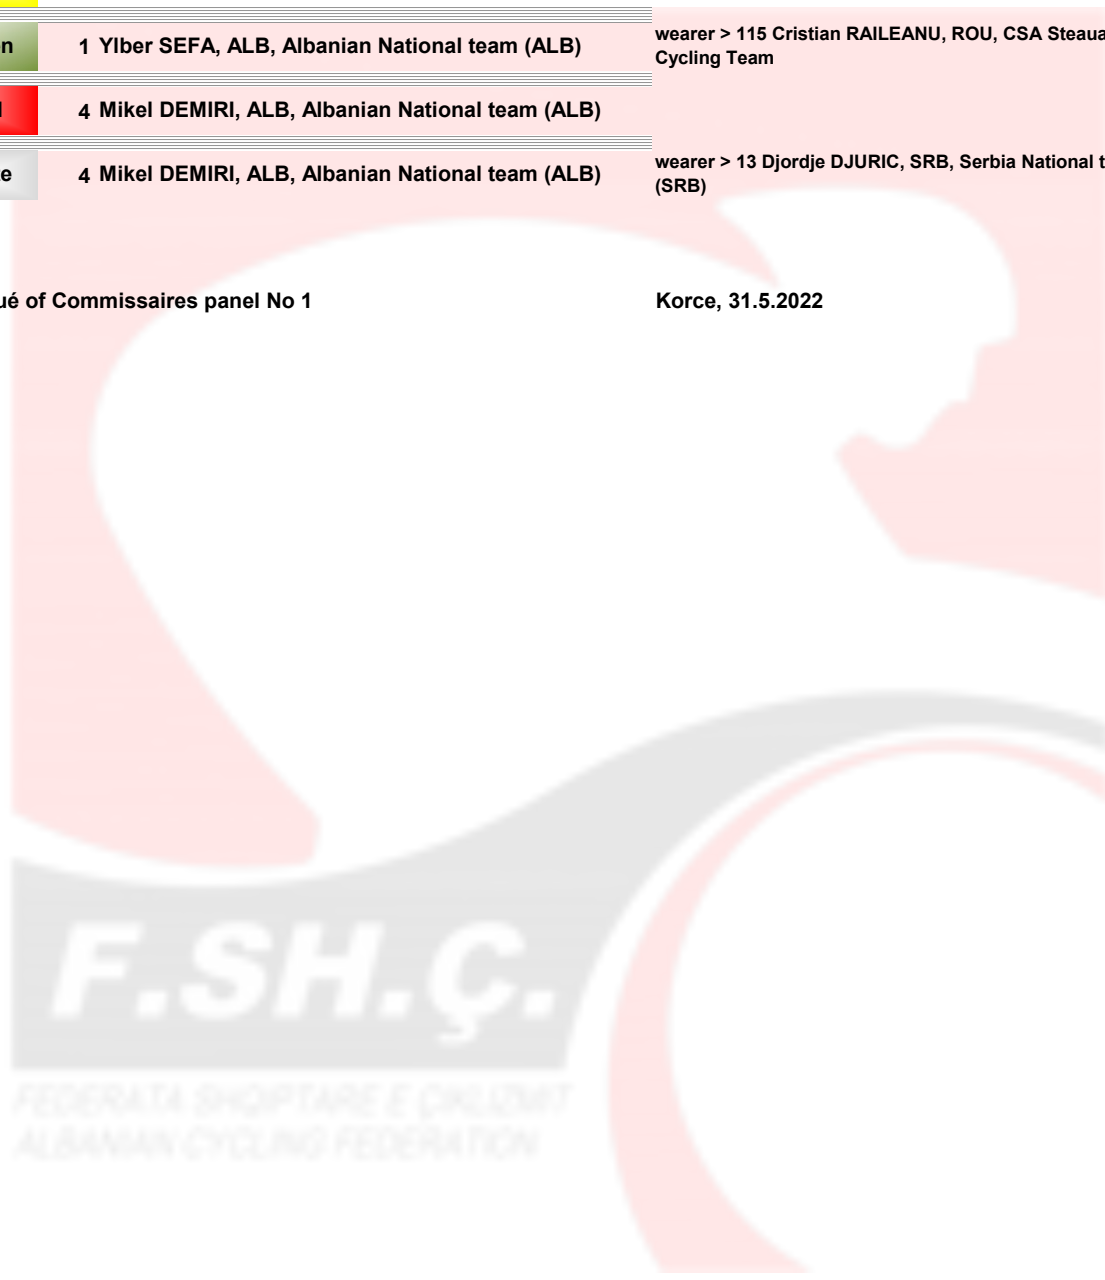 n 1 Ylber SEFA, ALB, Albanian National team (ALB)
wearer > 115 Cristian RAILEANU, ROU, CSA Steaua
Cycling Team
4 Mikel DEMIRI, ALB, Albanian National team (ALB)
e 4 Mikel DEMIRI, ALB, Albanian National team (ALB)
wearer > 13 Djordje DJURIC, SRB, Serbia National t
(SRB)
ué of Commissaires panel No 1
Korce, 31.5.2022
F.SH.Ç.
FEDERATA SHQIPTARE E ÇIKLIZMIT
ALBANIAN CYCLING FEDERATION